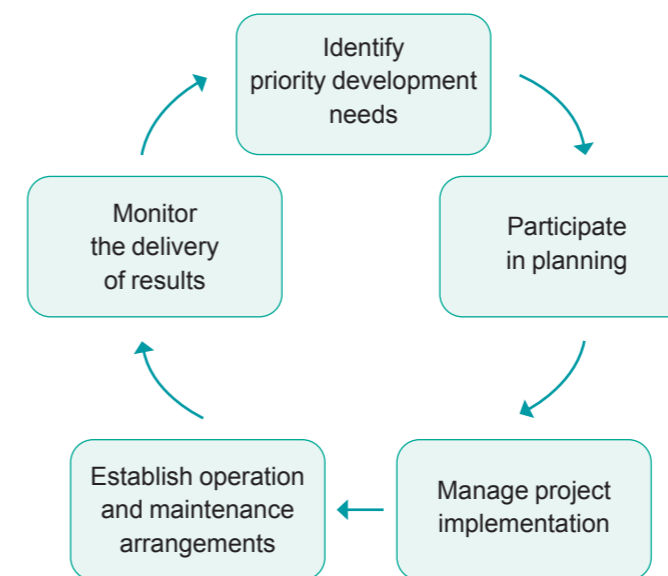 Identify
priority development
needs
Participate
in planning
Manage project
implementation
Establish operation
and maintenance
arrangements
Monitor
the delivery
of results